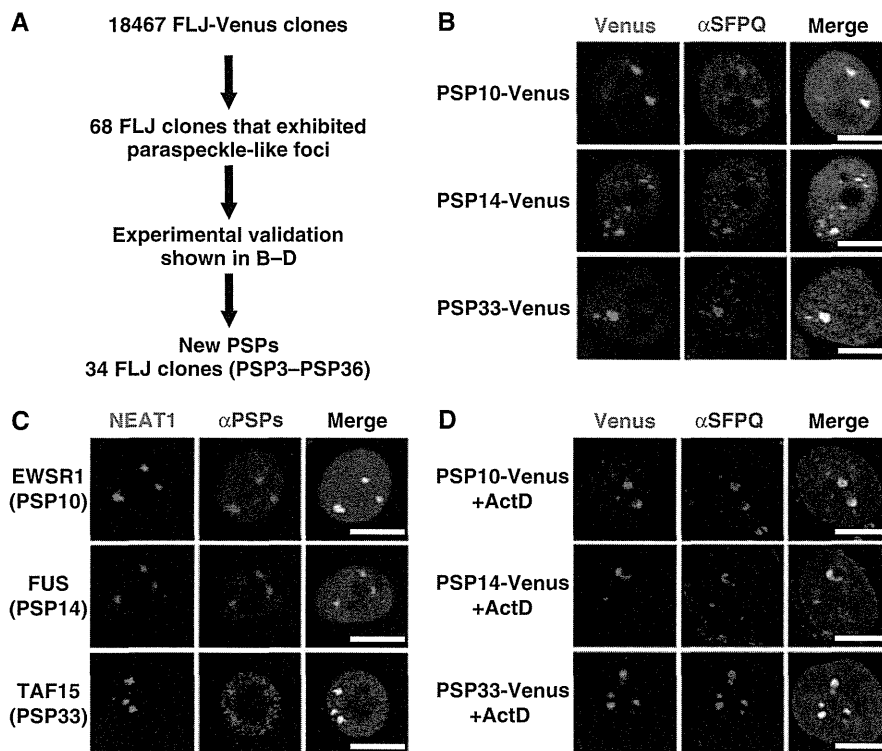 A
18467 FLJ-Venus clones
68 FLJ clones that exhibited
paraspeckle-like foci
Experimental validation
shown in B–D
New PSPs
34 FLJ clones (PSP3–PSP36)
B
Venus αSFPQ Merge
PSP10-Venus
PSP14-Venus
PSP33-Venus
C
NEAT1 αPSPs Merge
EWSR1
(PSP10)
FUS
(PSP14)
TAF15
(PSP33)
D
Venus αSFPQ Merge
PSP10-Venus
+ActD
PSP14-Venus
+ActD
PSP33-Venus
+ActD